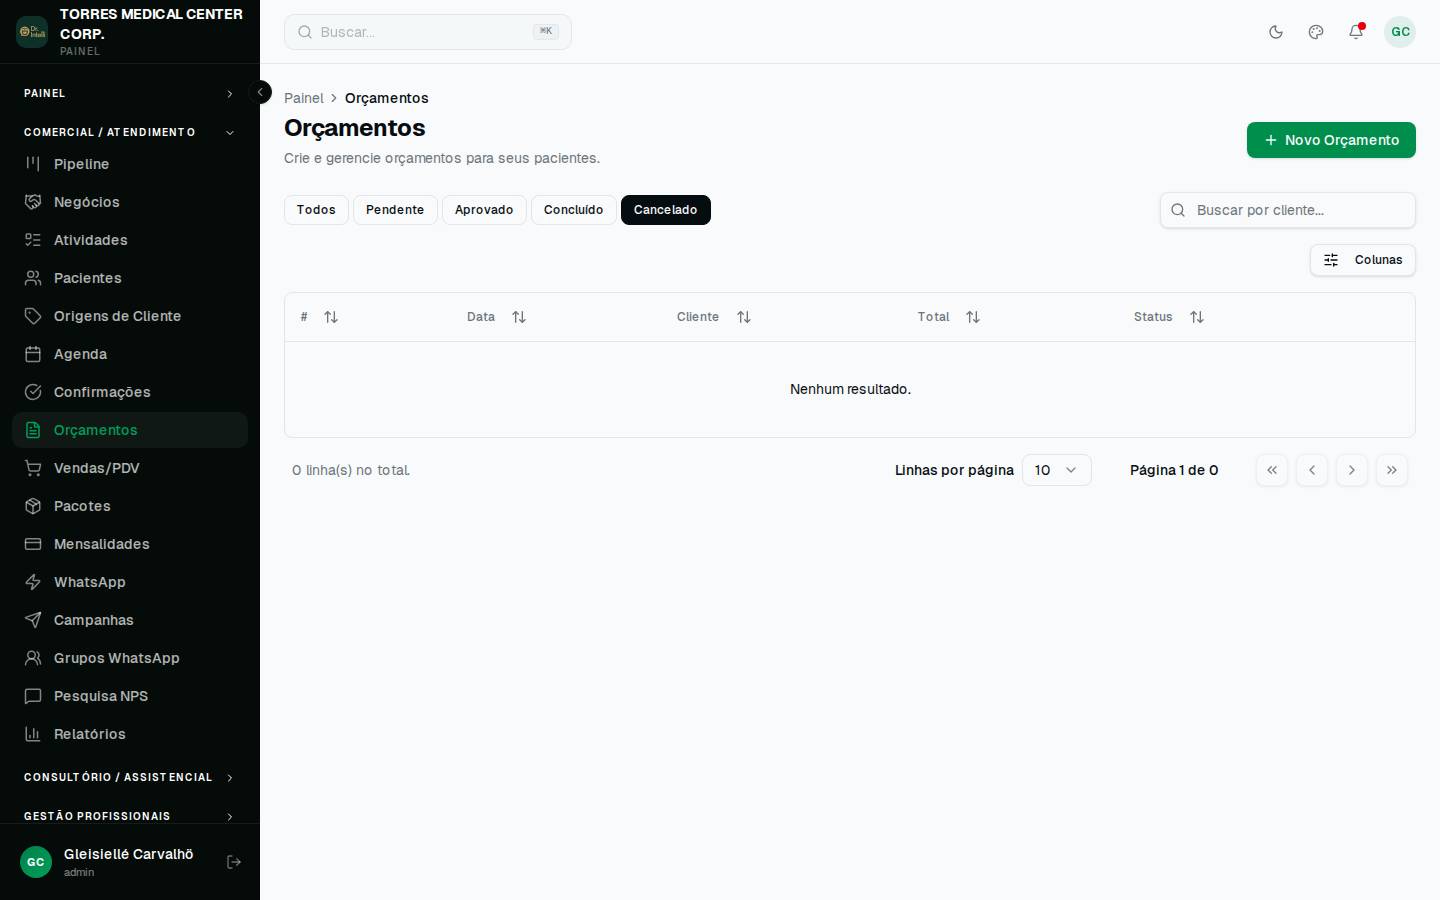 TORRES MEDICAL CENTER
CORP.
PAINEL
PAINEL
COMERCIAL / ATENDIMENTO
Pipeline
Negócios
Atividades
Pacientes
Origens de Cliente
Agenda
Confirmações
Orçamentos
Vendas/PDV
Pacotes
Mensalidades
WhatsApp
Campanhas
Grupos WhatsApp
Pesquisa NPS
Relatórios
CONSULTÓRIO / ASSISTENCIAL
GESTÃO PROFISSIONAIS
GC
Gleisiellé Carvalhö
admin
Buscar...
⌘K
GC
Painel > Orçamentos
Orçamentos
Crie e gerencie orçamentos para seus pacientes.
Novo Orçamento
Todos
Pendente
Aprovado
Concluído
Cancelado
Buscar por cliente...
Colunas
# Data Cliente Total Status
Nenhum resultado.
0 linha(s) no total.
Linhas por página
10
Página 1 de 0